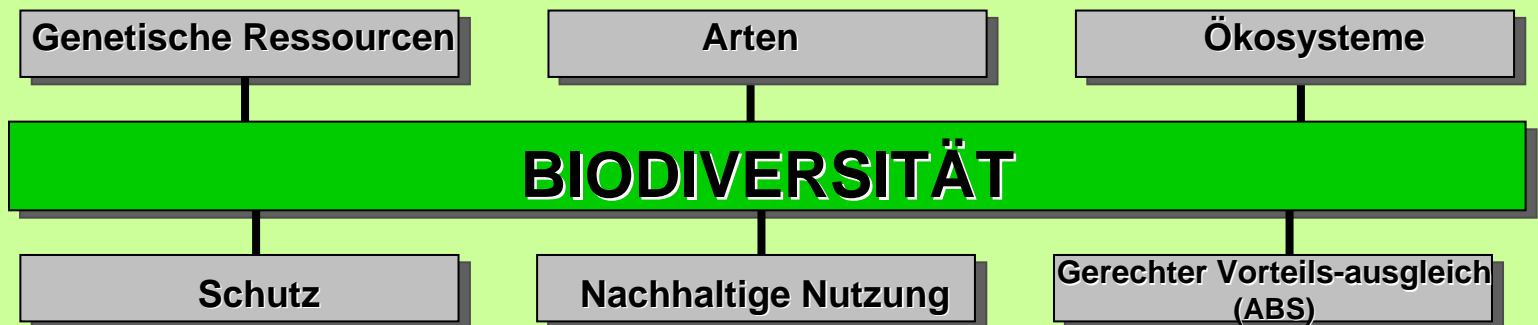 Genetische Ressourcen
Arten
Ökosysteme
BIODIVERSITÄT
Schutz
Nachhaltige Nutzung
Gerechter Vorteils-ausgleich
(ABS)